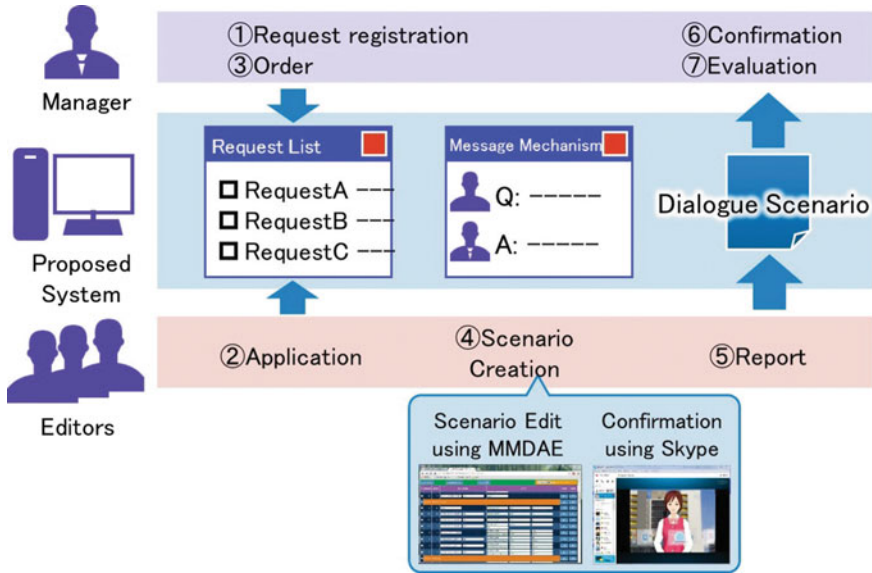 ①Request registration
③Order
⑥Confirmation
⑦Evaluation
Manager
Request List
RequestA ---
RequestB ---
RequestC ---
Message Mechanism
Q: -----
A: -----
Dialogue Scenario
Proposed
System
②Application
④Scenario
Creation
⑤Report
Editors
Scenario Edit
using MMDAE
Confirmation
using Skype